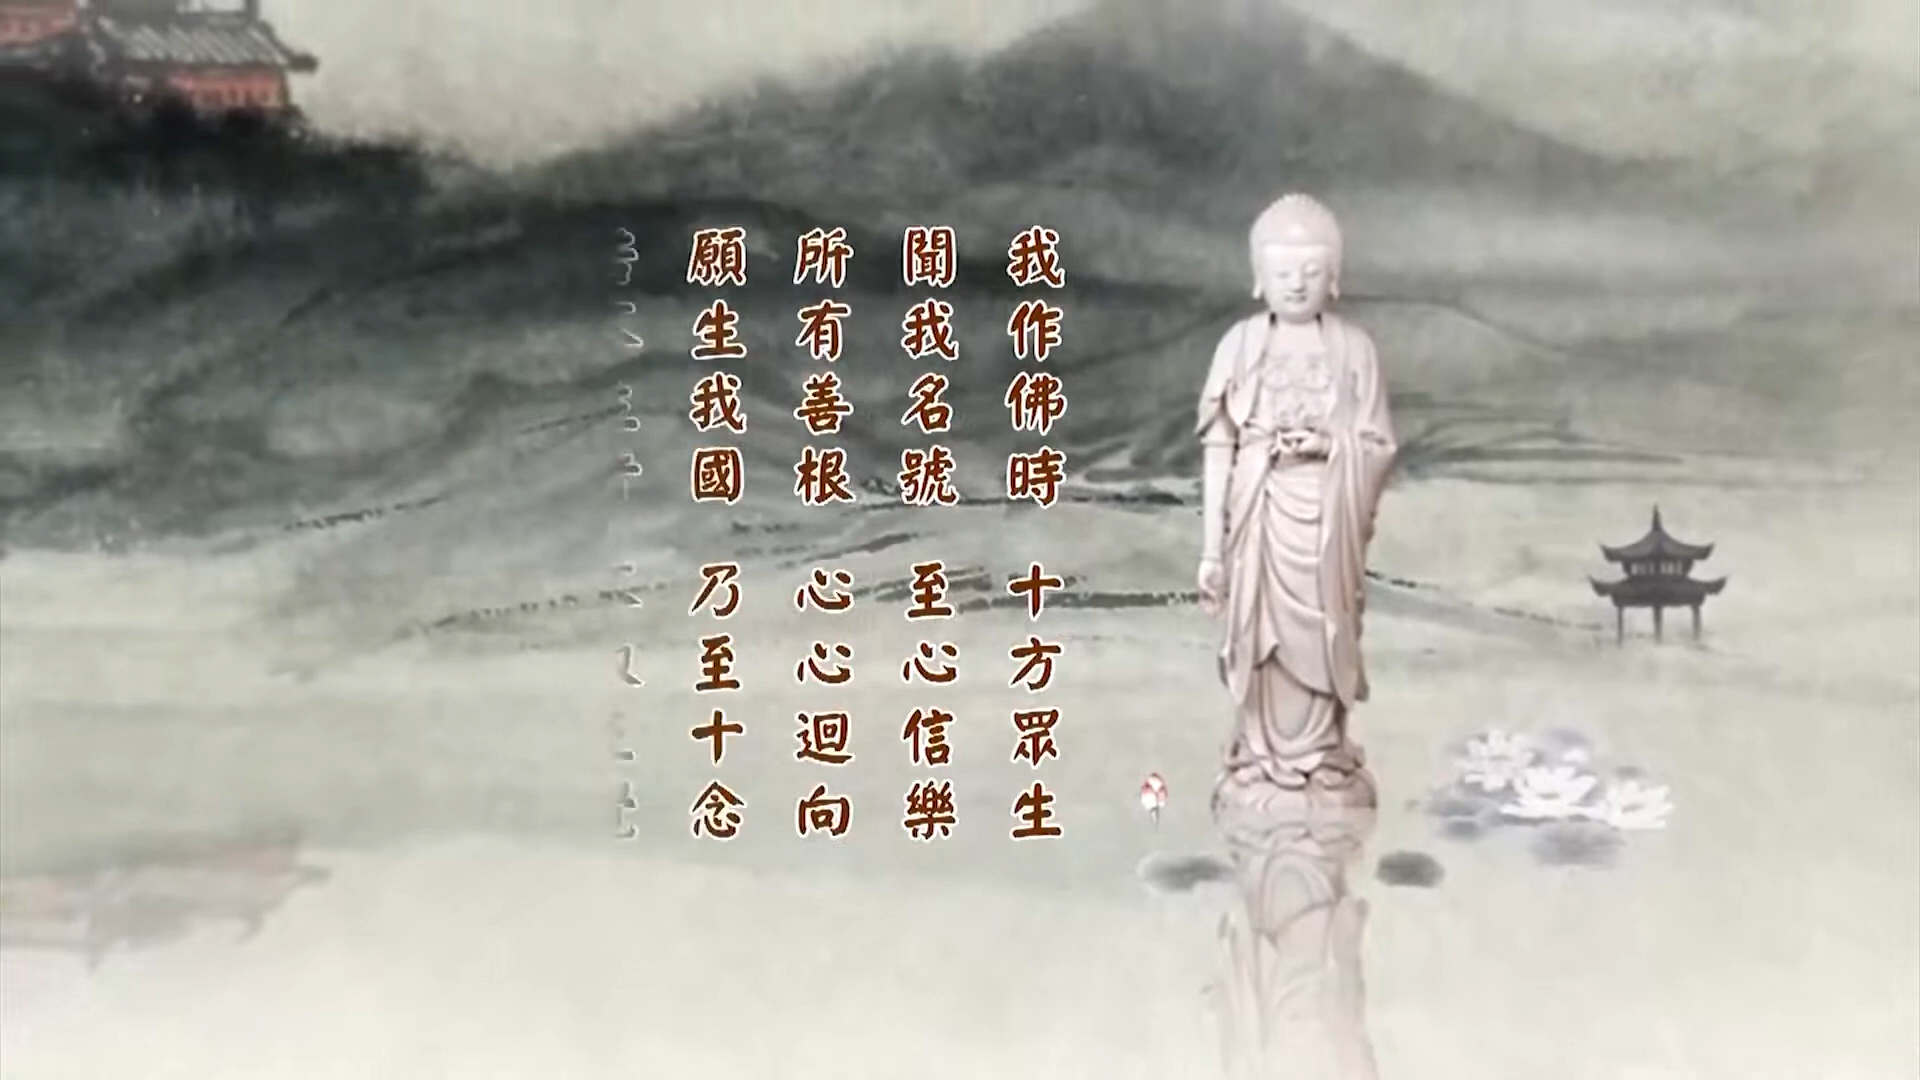 我作佛時 十方眾生
聞我名號 至心信樂
所有善根 心心迴向
願生我國 乃至十念